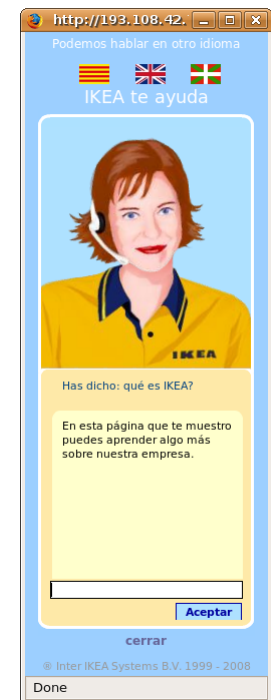 http://193.108.42.
Podemos hablar en otro idioma
IKEA te ayuda
IKEA
Has dicho: qué es IKEA?
En esta página que te muestro
puedes aprender algo más
sobre nuestra empresa.
Aceptar
cerrar
® Inter IKEA Systems B.V. 1999 - 2008
Done